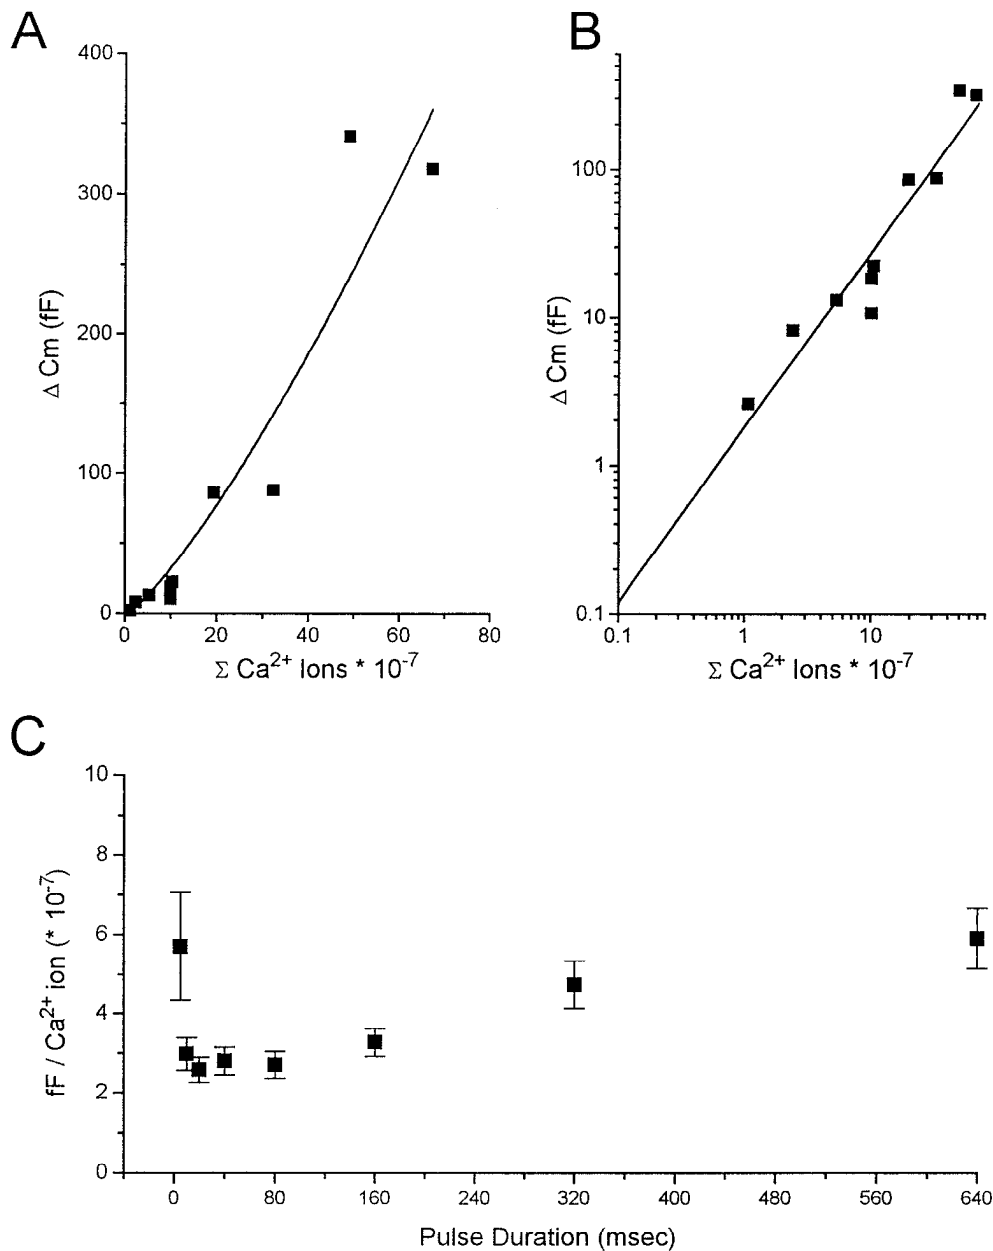 A
400
300
200
100
0
Δ Cm (fF)
0 20 40 60 80
Σ Ca²⁺ Ions * 10⁻⁷
B
100
10
1
0.1
Δ Cm (fF)
0.1 1 10
Σ Ca²⁺ Ions * 10⁻⁷
C
10
8
6
4
2
0
fF / Ca²⁺ ion (* 10⁻⁷)
0 80 160 240 320 400 480 560 640
Pulse Duration (msec)